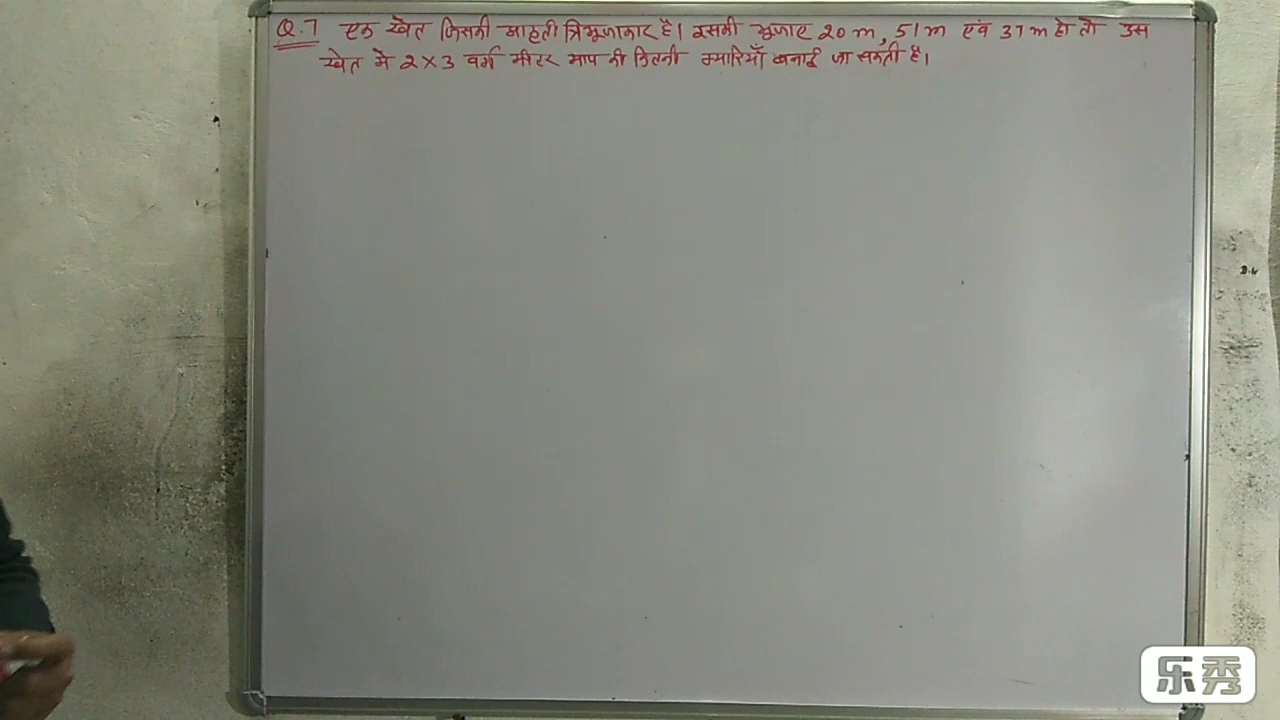 Q.7 एक खेत जिसकी आकृती त्रिभूजाकार है। इसकी भूजाए 20 m, 51 m एवं 37 m हो तो उस
खेत मे 2 × 3 वर्ग मीटर माप की कितनी क्यारियाँ बनाई जा सकती है।
乐秀